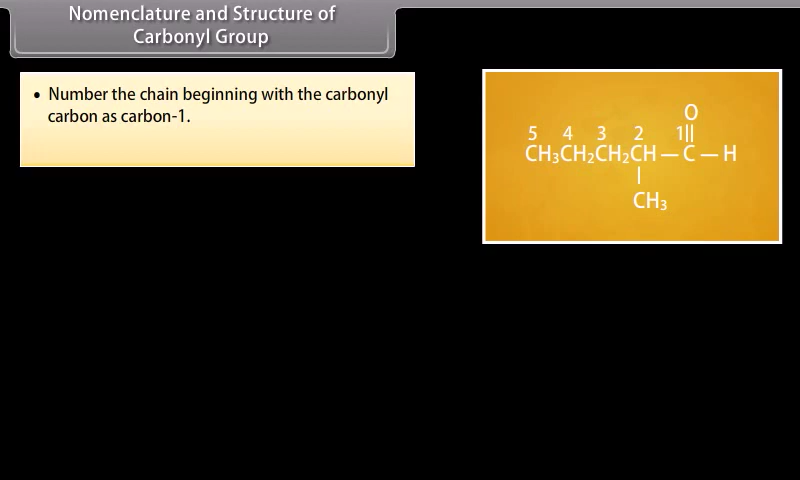 Nomenclature and Structure of
Carbonyl Group
• Number the chain beginning with the carbonyl
carbon as carbon-1.
O
5 4 3 2 1||
CH₃CH₂CH₂CH — C — H
|
CH₃